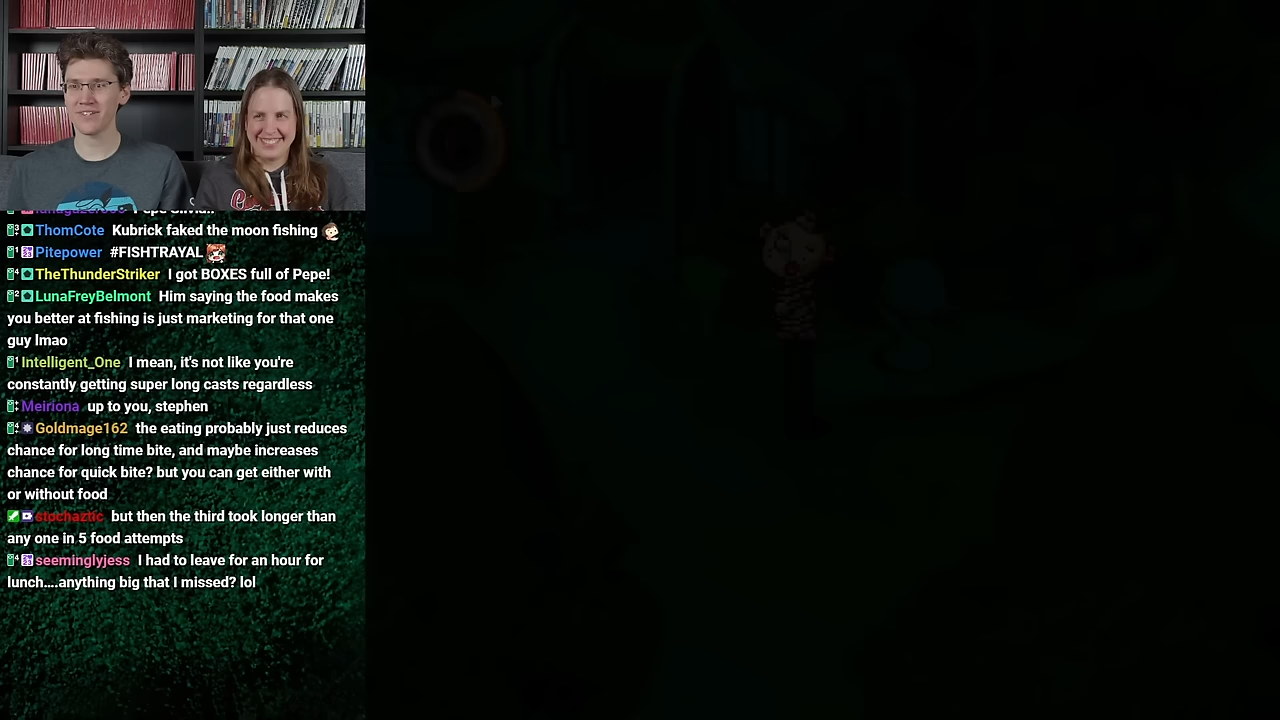 ThomCote Kubrick faked the moon fishing
Pitepower #FISHTRAYAL
TheThunderStriker I got BOXES full of Pepe!
LunaFreyBelmont Him saying the food makes
you better at fishing is just marketing for that one
guy lmao
Intelligent_One I mean, it's not like you're
constantly getting super long casts regardless
Meiriona up to you, stephen
Goldmage162 the eating probably just reduces
chance for long time bite, and maybe increases
chance for quick bite? but you can get either with
or without food
stochaztic but then the third took longer than
any one in 5 food attempts
seeminglyjess I had to leave for an hour for
lunch....anything big that I missed? lol